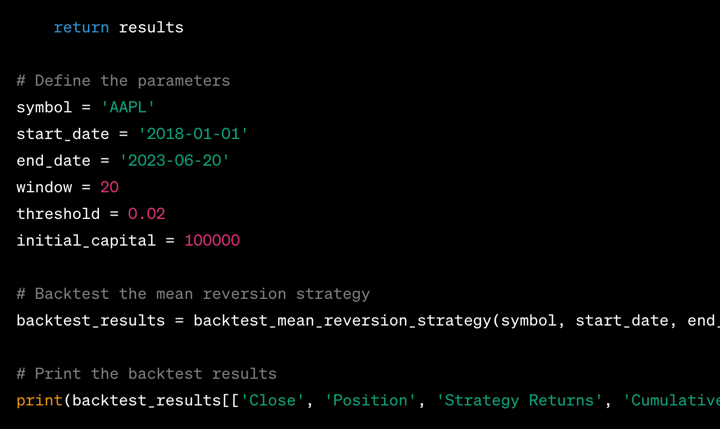 return results
# Define the parameters
symbol = 'AAPL'
start_date = '2018-01-01'
end_date = '2023-06-20'
window = 20
threshold = 0.02
initial_capital = 100000
# Backtest the mean reversion strategy
backtest_results = backtest_mean_reversion_strategy(symbol, start_date, end_
# Print the backtest results
print(backtest_results[['Close', 'Position', 'Strategy Returns', 'Cumulative